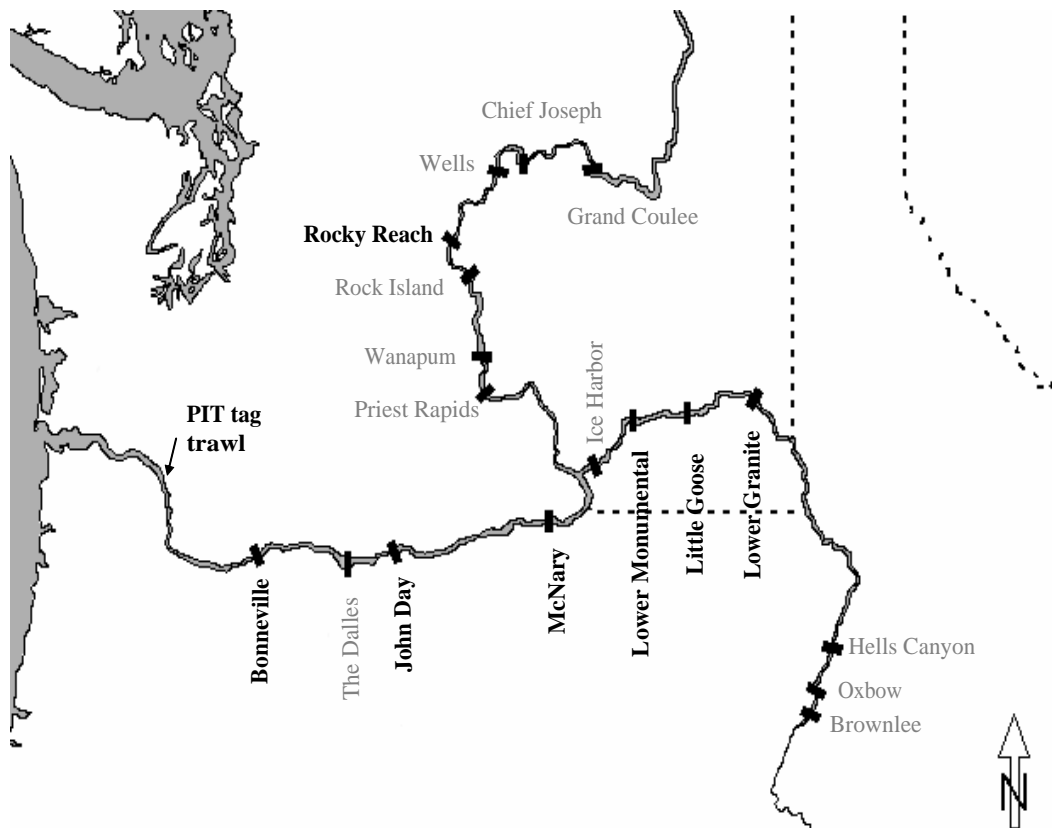 Chief Joseph
Wells
Grand Coulee
Rocky Reach
Rock Island
Wanapum
Priest Rapids
Ice Harbor
PIT tag
trawl
Lower Monumental
Little Goose
Lower Granite
McNary
Bonneville
The Dalles
John Day
Hells Canyon
Oxbow
Brownlee
N